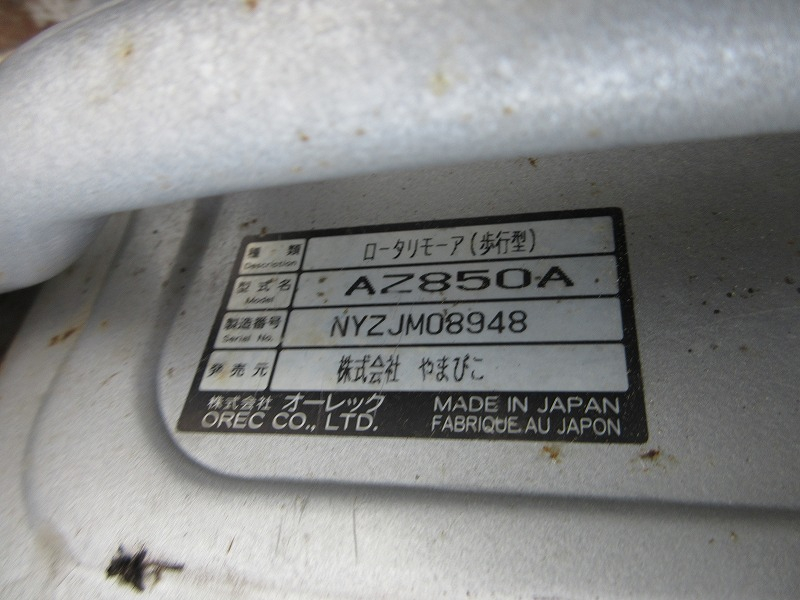 種類 ロータリモーア(歩行型)
Description
型式名 AZ850A
Model
製造番号 NYZJM08948
Serial No.
発売元 株式会社 やまびこ
株式会社 オーレック MADE IN JAPAN
OREC CO., LTD. FABRIQUE AU JAPON